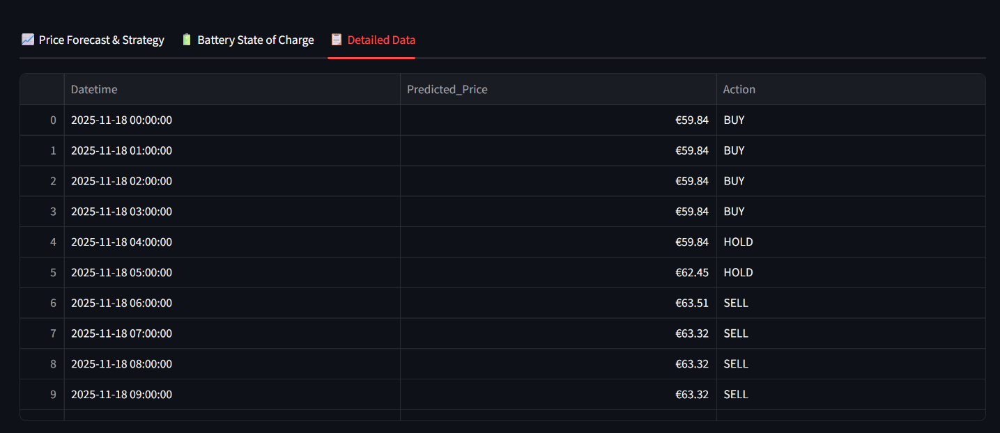 Price Forecast & Strategy Battery State of Charge Detailed Data
Datetime Predicted_Price Action
0 2025-11-18 00:00:00 €59.84 BUY
1 2025-11-18 01:00:00 €59.84 BUY
2 2025-11-18 02:00:00 €59.84 BUY
3 2025-11-18 03:00:00 €59.84 BUY
4 2025-11-18 04:00:00 €59.84 HOLD
5 2025-11-18 05:00:00 €62.45 HOLD
6 2025-11-18 06:00:00 €63.51 SELL
7 2025-11-18 07:00:00 €63.32 SELL
8 2025-11-18 08:00:00 €63.32 SELL
9 2025-11-18 09:00:00 €63.32 SELL